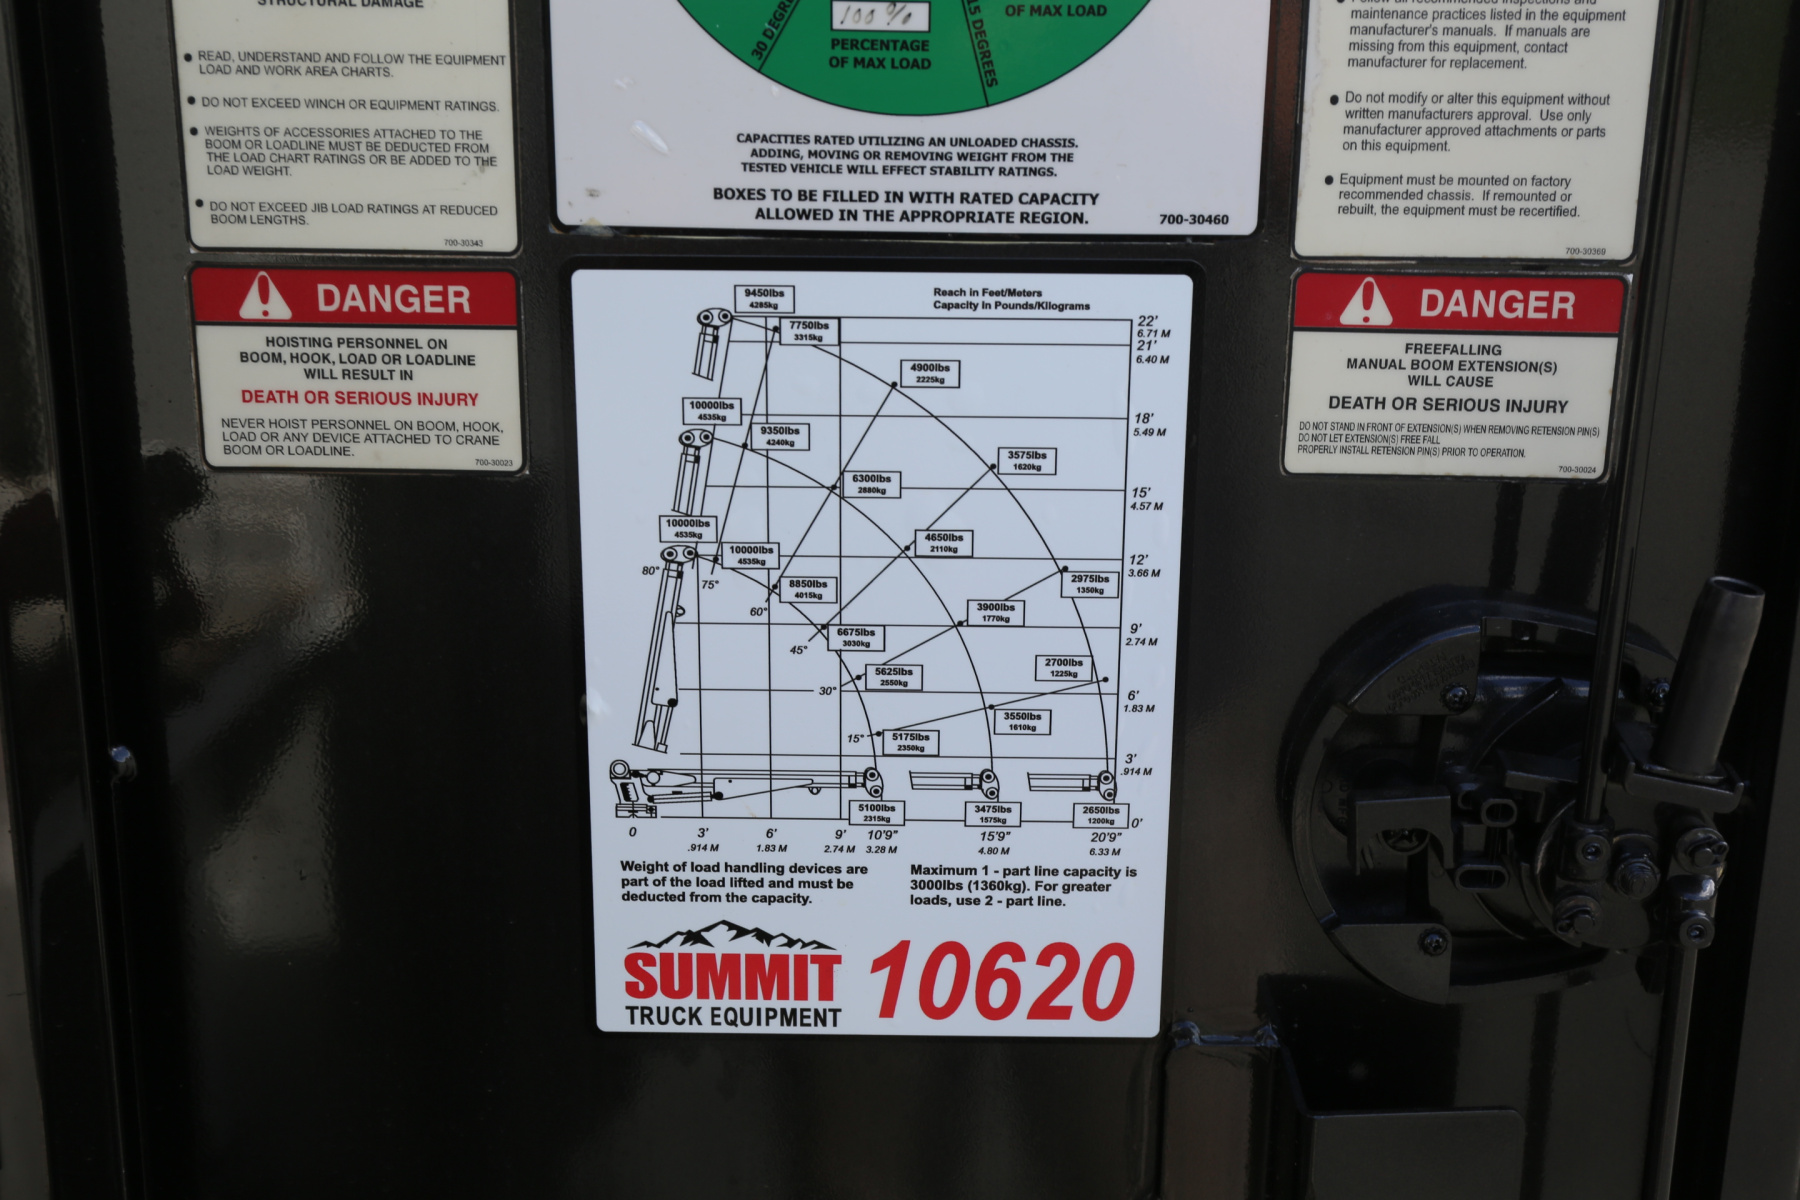 STRUCTURAL DAMAGE
• READ, UNDERSTAND AND FOLLOW THE EQUIPMENT
LOAD AND WORK AREA CHARTS.
• DO NOT EXCEED WINCH OR EQUIPMENT RATINGS.
• WEIGHTS OF ACCESSORIES ATTACHED TO THE
BOOM OR LOADLINE MUST BE DEDUCTED FROM
THE LOAD CHART RATINGS OR BE ADDED TO THE
LOAD WEIGHT.
• DO NOT EXCEED JIB LOAD RATINGS AT REDUCED
BOOM LENGTHS.
700-30343
30 DEGR
100 %
PERCENTAGE
OF MAX LOAD
15 DEGREES
OF MAX LOAD
CAPACITIES RATED UTILIZING AN UNLOADED CHASSIS.
ADDING, MOVING OR REMOVING WEIGHT FROM THE
TESTED VEHICLE WILL EFFECT STABILITY RATINGS.
BOXES TO BE FILLED IN WITH RATED CAPACITY
ALLOWED IN THE APPROPRIATE REGION.
700-30460
• Follow all recommended inspections and
maintenance practices listed in the equipment
manufacturer's manuals. If manuals are
missing from this equipment, contact
manufacturer for replacement.
• Do not modify or alter this equipment without
written manufacturers approval. Use only
manufacturer approved attachments or parts
on this equipment.
• Equipment must be mounted on factory
recommended chassis. If remounted or
rebuilt, the equipment must be recertified.
700-30369
DANGER
HOISTING PERSONNEL ON
BOOM, HOOK, LOAD OR LOADLINE
WILL RESULT IN
DEATH OR SERIOUS INJURY
NEVER HOIST PERSONNEL ON BOOM, HOOK,
LOAD OR ANY DEVICE ATTACHED TO CRANE
BOOM OR LOADLINE.
700-30023
Reach in Feet/Meters
Capacity In Pounds/Kilograms
9450lbs
4285kg
7750lbs
3315kg
4900lbs
2225kg
3575lbs
1620kg
2975lbs
1350kg
2700lbs
1225kg
2650lbs
1200kg
10000lbs
4535kg
9350lbs
4240kg
6300lbs
2880kg
4650lbs
2110kg
3900lbs
1770kg
3550lbs
1610kg
3475lbs
1575kg
10000lbs
4535kg
10000lbs
4535kg
8850lbs
4015kg
6675lbs
3030kg
5625lbs
2550kg
5175lbs
2350kg
5100lbs
2315kg
80°
75°
60°
45°
30°
15°
22'
6.71 M
21'
6.40 M
18'
5.49 M
15'
4.57 M
12'
3.66 M
9'
2.74 M
6'
1.83 M
3'
.914 M
0'
0 3' 6' 9' 10'9" 15'9" 20'9"
.914 M 1.83 M 2.74 M 3.28 M 4.80 M 6.33 M
Weight of load handling devices are
part of the load lifted and must be
deducted from the capacity.
Maximum 1 - part line capacity is
3000lbs (1360kg). For greater
loads, use 2 - part line.
SUMMIT
TRUCK EQUIPMENT
10620
DANGER
FREEFALLING
MANUAL BOOM EXTENSION(S)
WILL CAUSE
DEATH OR SERIOUS INJURY
DO NOT STAND IN FRONT OF EXTENSION(S) WHEN REMOVING RETENSION PIN(S)
DO NOT LET EXTENSION(S) FREE FALL
PROPERLY INSTALL RETENSION PIN(S) PRIOR TO OPERATION.
700-30024